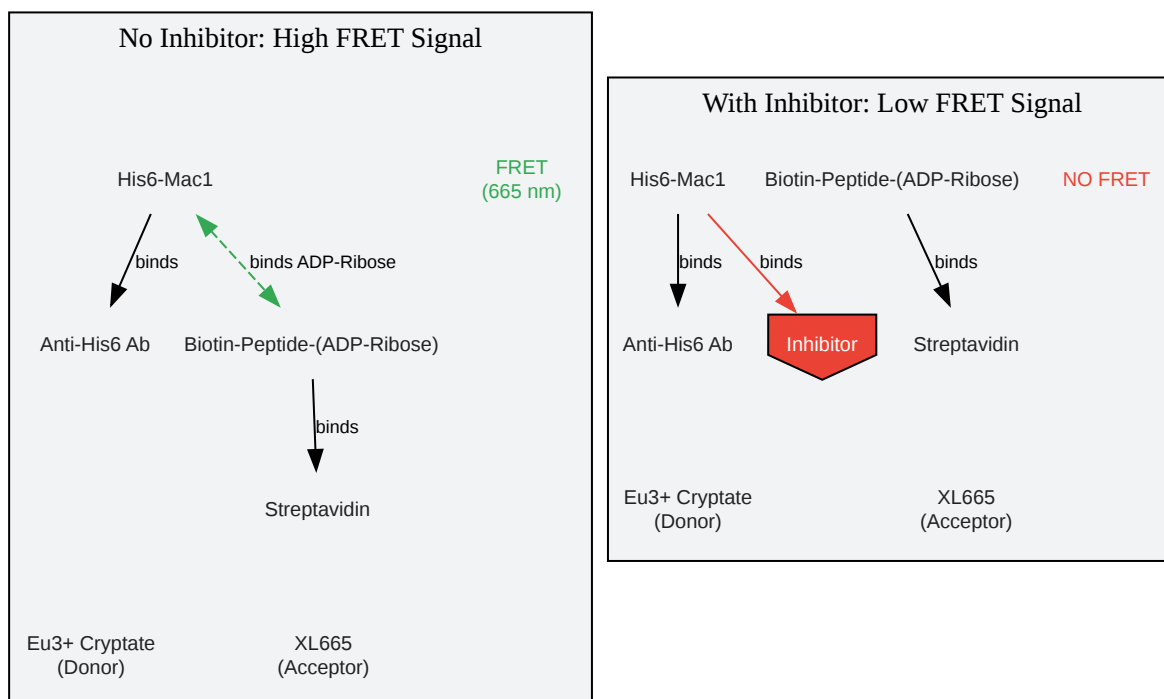 No Inhibitor: High FRET Signal
His6-Mac1
FRET
(665 nm)
binds
binds ADP-Ribose
Anti-His6 Ab
Biotin-Peptide-(ADP-Ribose)
binds
Streptavidin
Eu3+ Cryptate
(Donor)
XL665
(Acceptor)
With Inhibitor: Low FRET Signal
His6-Mac1
Biotin-Peptide-(ADP-Ribose)
NO FRET
binds
binds
binds
Anti-His6 Ab
Inhibitor
Streptavidin
Eu3+ Cryptate
(Donor)
XL665
(Acceptor)